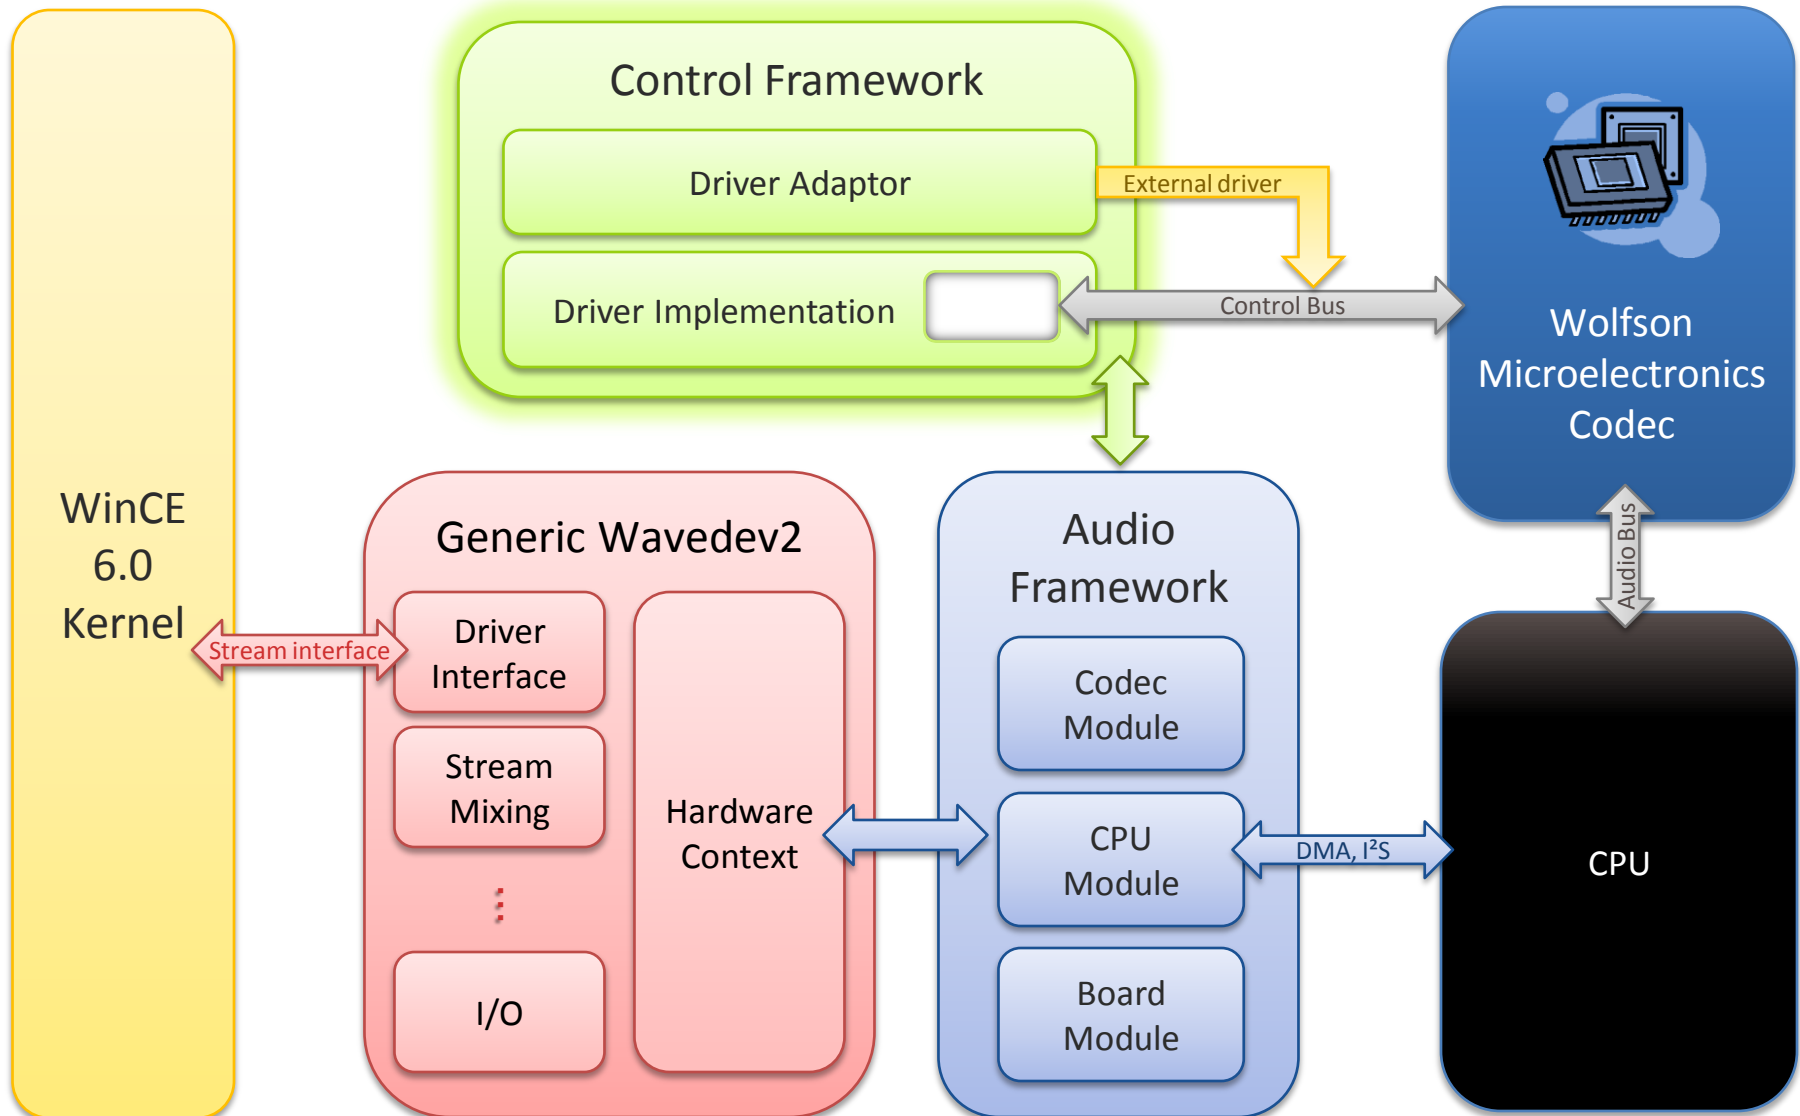 Control Framework
Driver Adaptor
External driver
Driver Implementation
Control Bus
Wolfson
Microelectronics
Codec
WinCE
6.0
Kernel
Stream interface
Generic Wavedev2
Driver
Interface
Stream
Mixing
...
I/O
Hardware
Context
Audio
Framework
Codec
Module
CPU
Module
Board
Module
DMA, I²S
Audio Bus
CPU